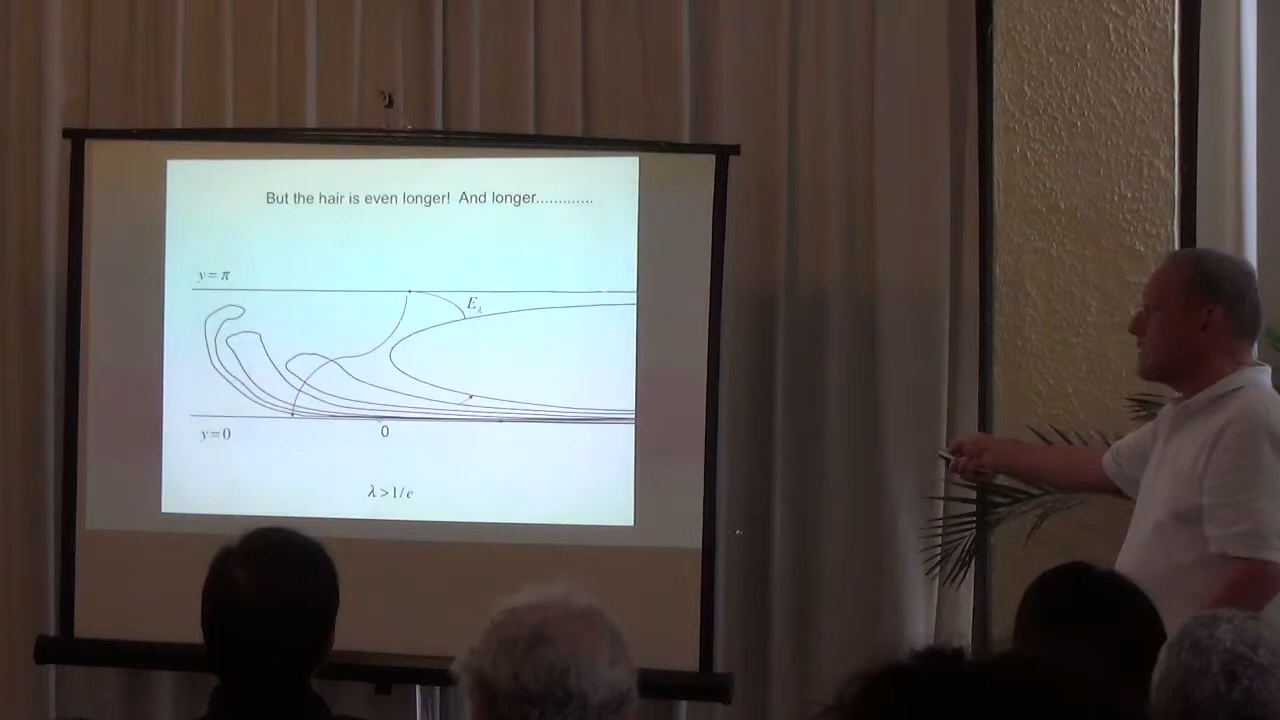 But the hair is even longer! And longer.............
y = π
E_λ
y = 0
0
λ > 1/e